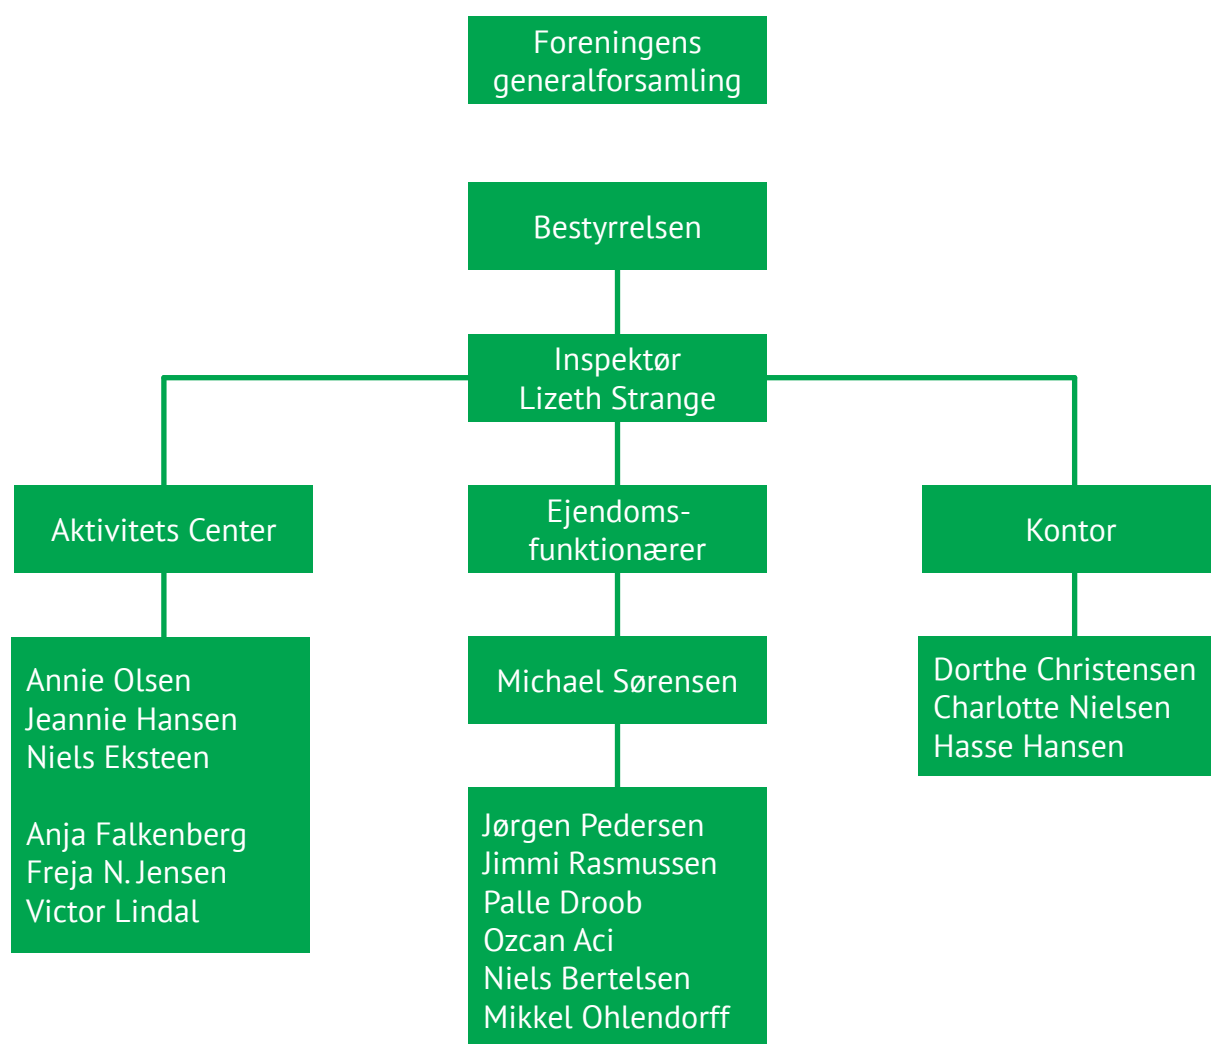 Foreningens
generalforsamling
Bestyrrelsen
Inspektør
Lizeth Strange
Aktivitets Center
Ejendoms-
funktionærer
Kontor
Annie Olsen
Jeannie Hansen
Niels Eksteen
Anja Falkenberg
Freja N. Jensen
Victor Lindal
Michael Sørensen
Jørgen Pedersen
Jimmi Rasmussen
Palle Droob
Ozcan Aci
Niels Bertelsen
Mikkel Ohlendorff
Dorthe Christensen
Charlotte Nielsen
Hasse Hansen